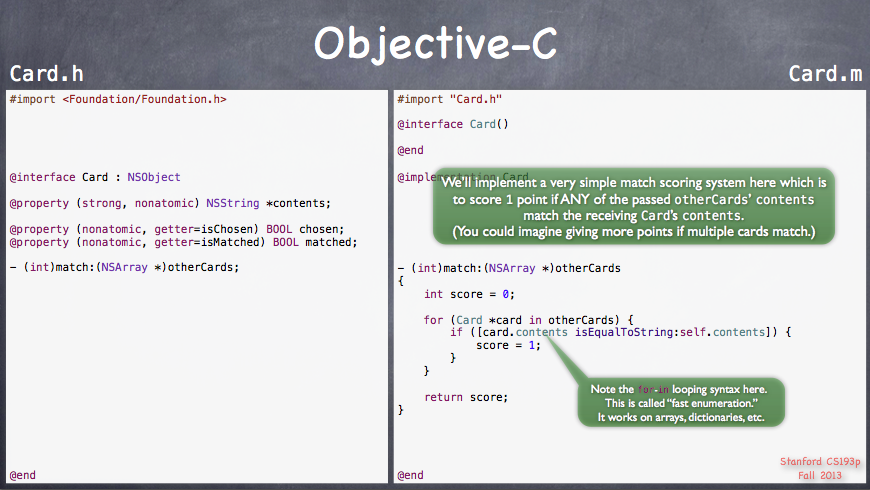 Objective-C
Card.h
Card.m
#import <Foundation/Foundation.h>
@interface Card : NSObject
@property (strong, nonatomic) NSString *contents;
@property (nonatomic, getter=isChosen) BOOL chosen;
@property (nonatomic, getter=isMatched) BOOL matched;
- (int)match:(NSArray *)otherCards;
@end
#import "Card.h"
@interface Card()
@end
@implementation Card
We'll implement a very simple match scoring system here which is
to score 1 point if ANY of the passed otherCards' contents
match the receiving Card's contents.
(You could imagine giving more points if multiple cards match.)
- (int)match:(NSArray *)otherCards
{
int score = 0;
for (Card *card in otherCards) {
if ([card.contents isEqualToString:self.contents]) {
score = 1;
}
}
return score;
}
Note the for-in looping syntax here.
This is called “fast enumeration.”
It works on arrays, dictionaries, etc.
@end
Stanford CS193p
Fall 2013